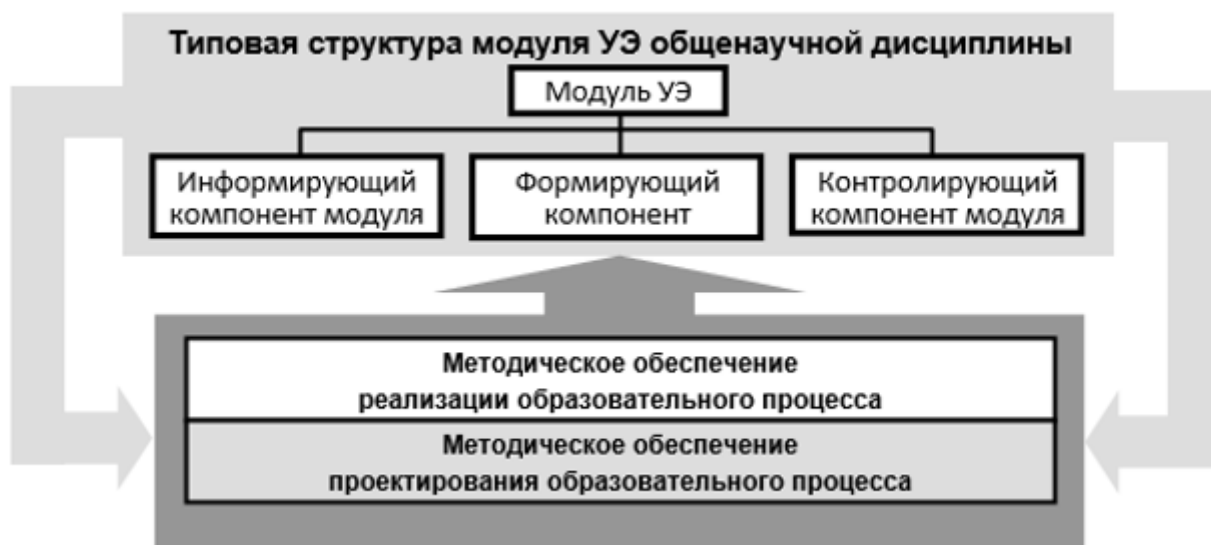 Типовая структура модуля УЭ общенаучной дисциплины
Модуль УЭ
Информирующий
компонент модуля
Формирующий
компонент
Контролирующий
компонент модуля
Методическое обеспечение
реализации образовательного процесса
Методическое обеспечение
проектирования образовательного процесса